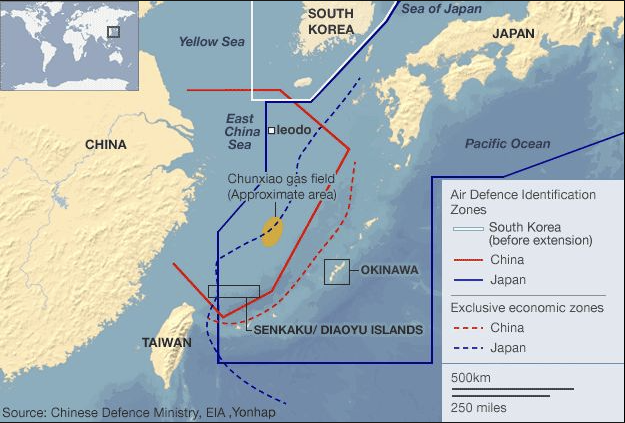 SOUTH
KOREA
Sea of Japan
Yellow Sea
JAPAN
East
China
Sea
Ieodo
CHINA
Pacific Ocean
Chunxiao gas field
(Approximate area)
OKINAWA
SENKAKU/ DIAOYU ISLANDS
TAIWAN
Air Defence Identification
Zones
South Korea
(before extension)
China
Japan
Exclusive economic zones
China
Japan
500km
250 miles
Source: Chinese Defence Ministry, EIA ,Yonhap